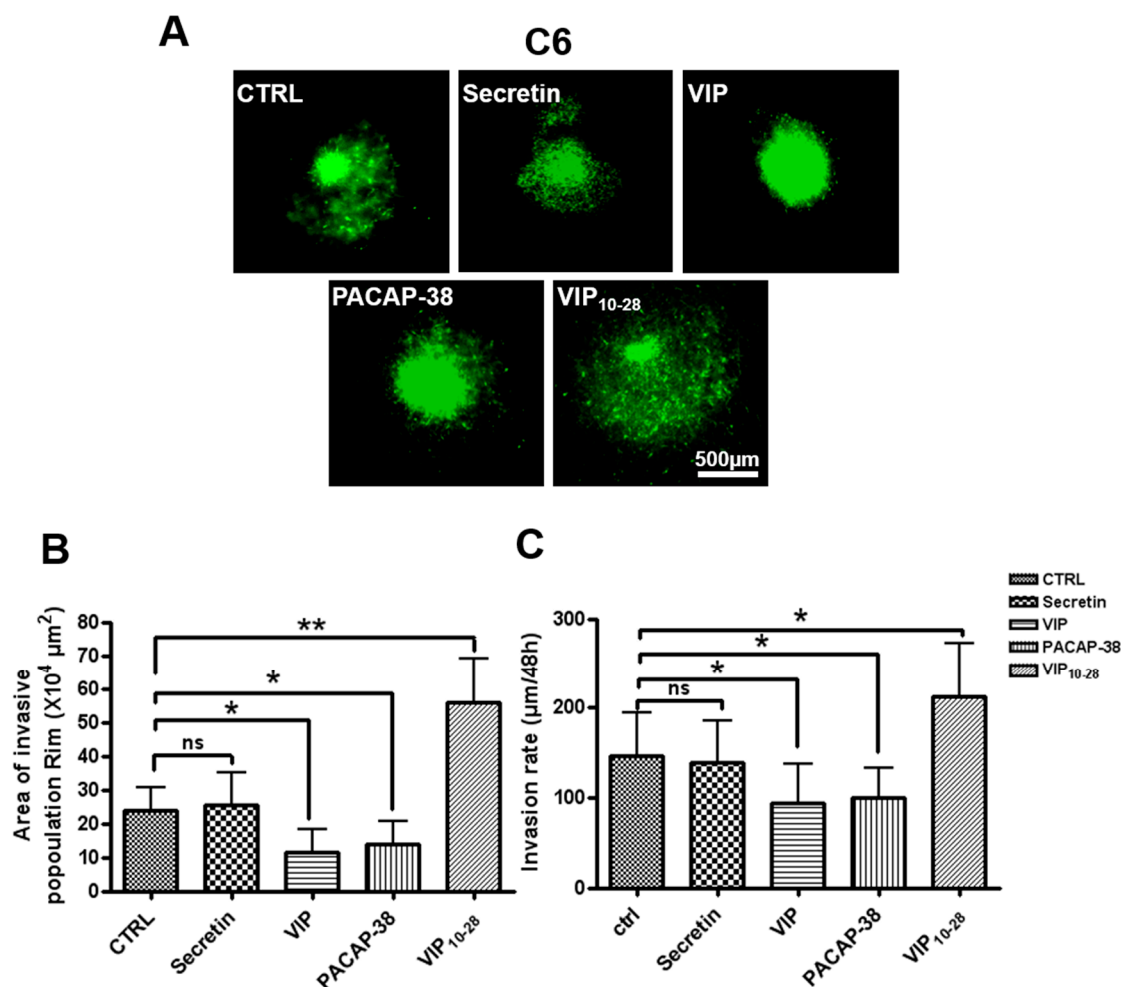 A
C6
CTRL
Secretin
VIP
PACAP-38
VIP10-28
500µm
B
Area of invasive
popoulation Rim (X10⁴ µm²)
80
70
60
50
40
30
20
10
0
**
*
*
ns
CTRL
Secretin
VIP
PACAP-38
VIP10-28
C
Invasion rate (µm/48h)
300
200
100
0
*
*
*
ns
ctrl
Secretin
VIP
PACAP-38
VIP10-28
CTRL
Secretin
VIP
PACAP-38
VIP10-28